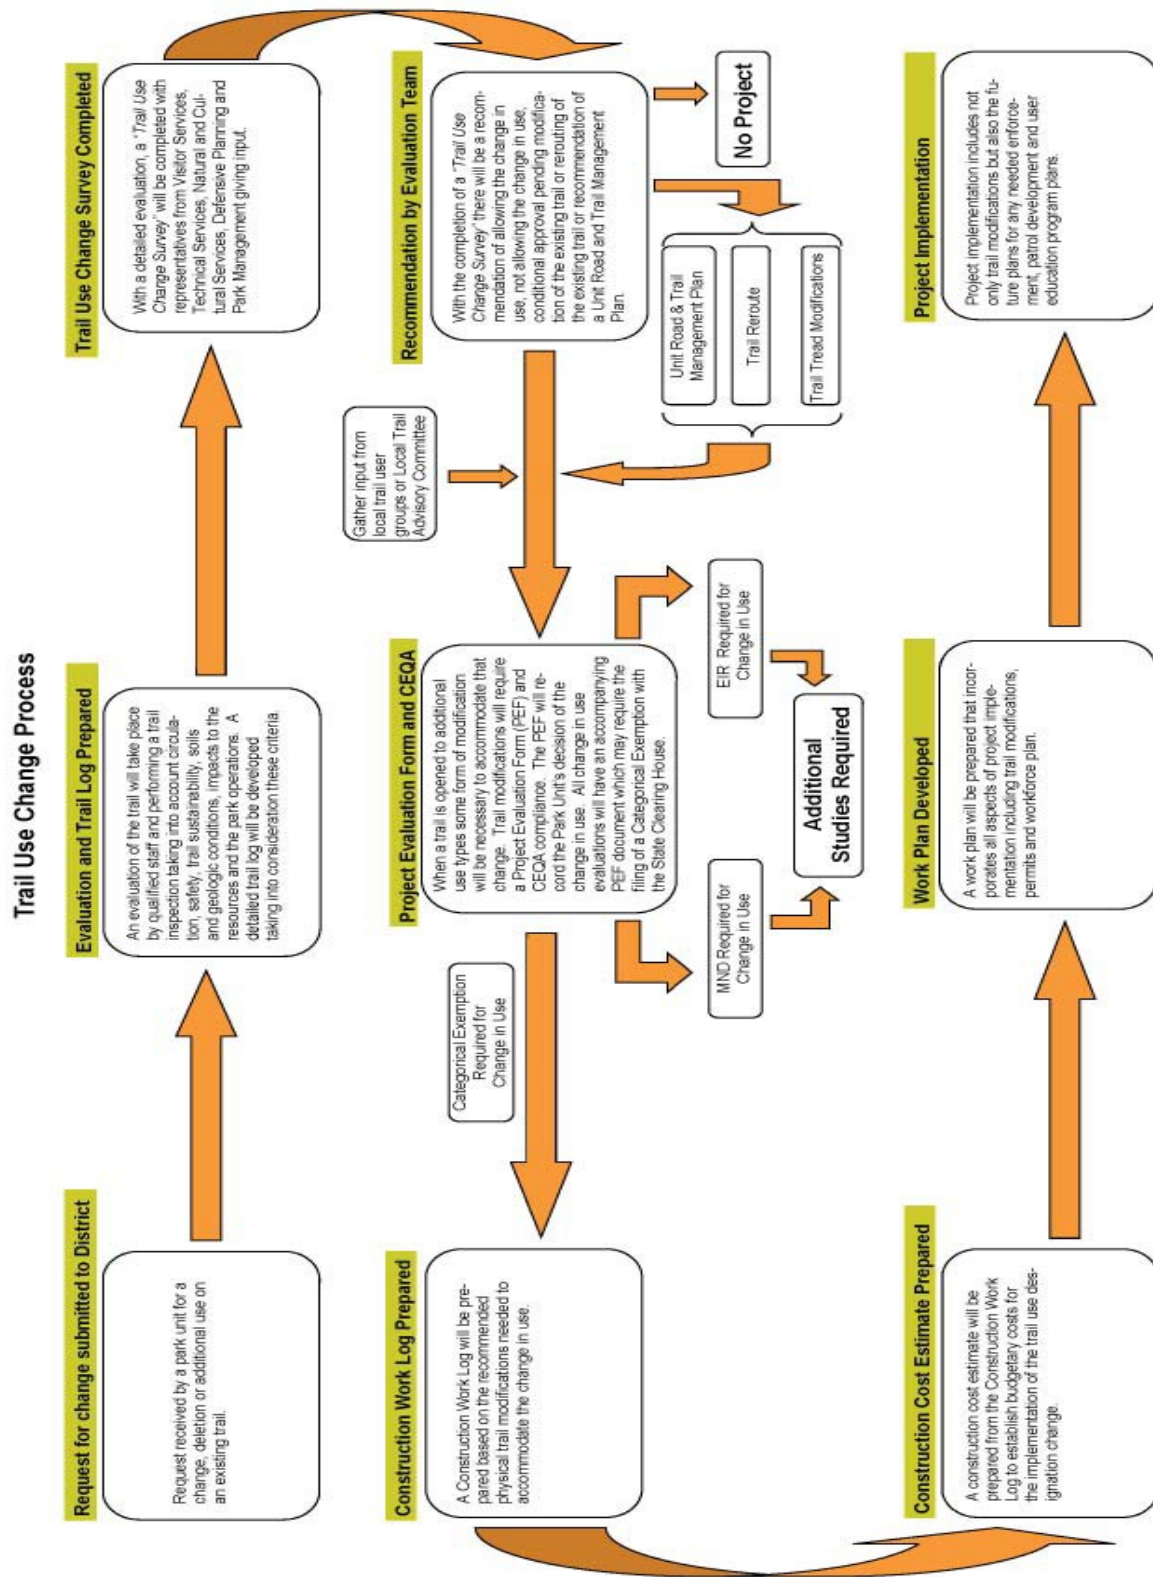 Trail Use Change Process
Request for change submitted to District
Request received by a park unit for a
change, deletion or additional use on
an existing trail.
Evaluation and Trail Log Prepared
An evaluation of the trail will take place
by qualified staff and performing a trail
inspection taking into account circula-
tion, safety, trail sustainability, soils
and geologic conditions, impacts to the
resources and the park operations.  A
detailed trail log will be developed
taking into consideration these criteria.
Trail Use Change Survey Completed
With a detailed evaluation, a "Trail Use
Change Survey" will be completed with
representatives from Visitor Services,
Technical Services, Natural and Cul-
tural Services, Defensive Planning and
Park Management giving input.
Recommendation by Evaluation Team
With the completion of a "Trail Use
Change Survey" there will be a recom-
mendation of allowing the change in
use, not allowing the change in use,
conditional approval pending modifica-
tion of the existing trail or rerouting of
the existing trail or recommendation of
a Unit Road and Trail Management
Plan.
No Project
Unit Road & Trail
Management Plan
Trail Reroute
Trail Tread Modifications
Gather input from
local trail user
groups or Local Trail
Advisory Committee
Project Evaluation Form and CEQA
When a trail is opened to additional
use types some form of modification
will be necessary to accommodate that
change.  Trail modifications will require
a Project Evaluation Form (PEF) and
CEQA compliance.  The PEF will re-
cord the Park Unit's decision of the
change in use.  All change in use
evaluations will have an accompanying
PEF document which may require the
filing of a Categorical Exemption with
the State Clearing House.
EIR Required for
Change in Use
MND Required for
Change in Use
Additional
Studies Required
Categorical Exemption
Required for
Change in Use
Construction Work Log Prepared
A Construction Work Log will be pre-
pared based on the recommended
physical trail modifications needed to
accommodate the change in use.
Construction Cost Estimate Prepared
A construction cost estimate will be
prepared from the Construction Work
Log to establish budgetary costs for
the implementation of the trail use des-
ignation change.
Work Plan Developed
A work plan will be prepared that incor-
porates all aspects of project imple-
mentation including trail modifications,
permits and workforce plan.
Project Implementation
Project implementation includes not
only trail modifications but also the fu-
ture plans for any needed enforce-
ment, patrol development and user
education program plans.